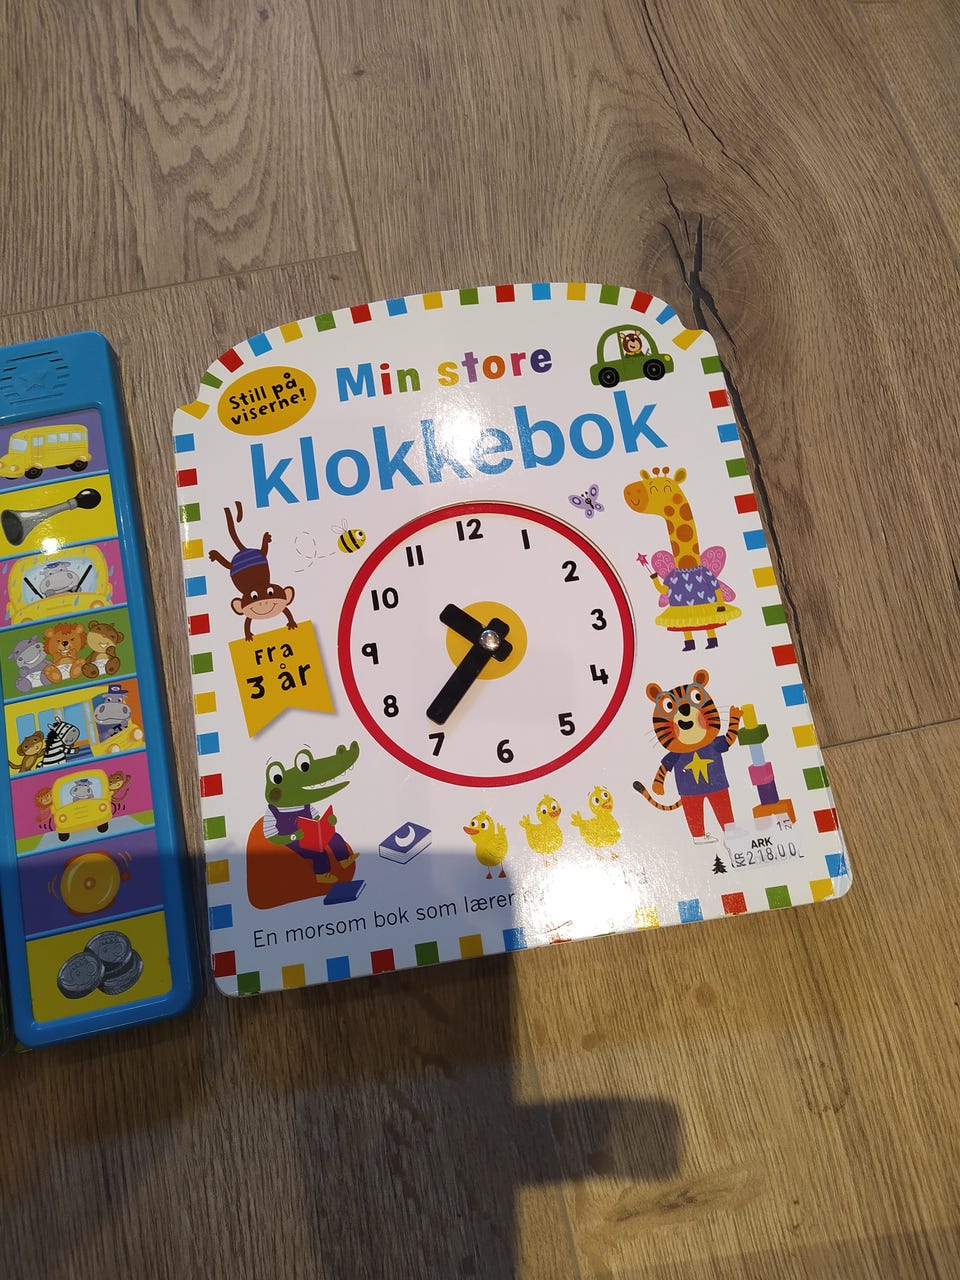 Min store
Still på
viserne!
klokkebok
12
11
1
10
2
9
3
8
4
7
5
6
Fra
3 år
En morsom bok som lærer
ARK
218.00